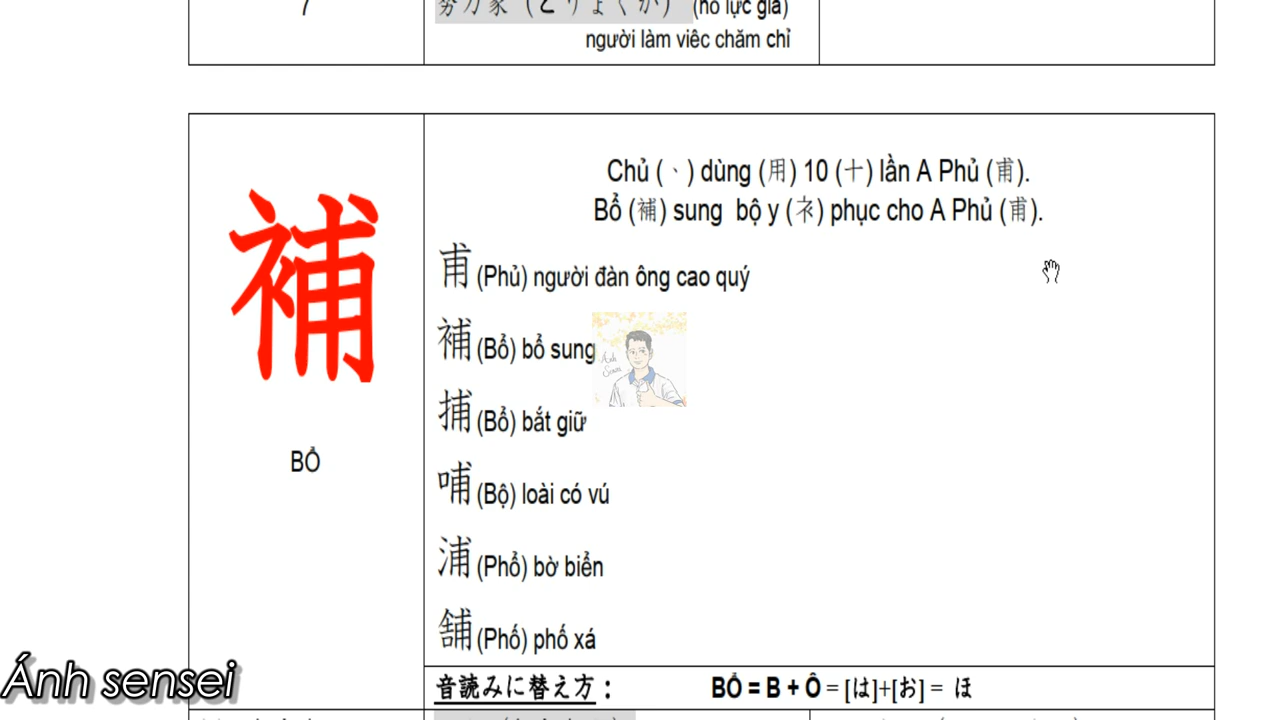 (nỗ lực gia)
người làm viêc chăm chỉ
Chủ (丶) dùng (用) 10 (十) lần A Phủ (甫).
Bổ (補) sung bộ y (衤) phục cho A Phủ (甫).
補
BỔ
甫 (Phủ) người đàn ông cao quý
補 (Bổ) bổ sung
捕 (Bổ) bắt giữ
哺 (Bộ) loài có vú
浦 (Phổ) bờ biển
舗 (Phố) phố xá
音読みに替え方： BỔ = B + Ô = [は]+[お] = ほ
Ánh sensei